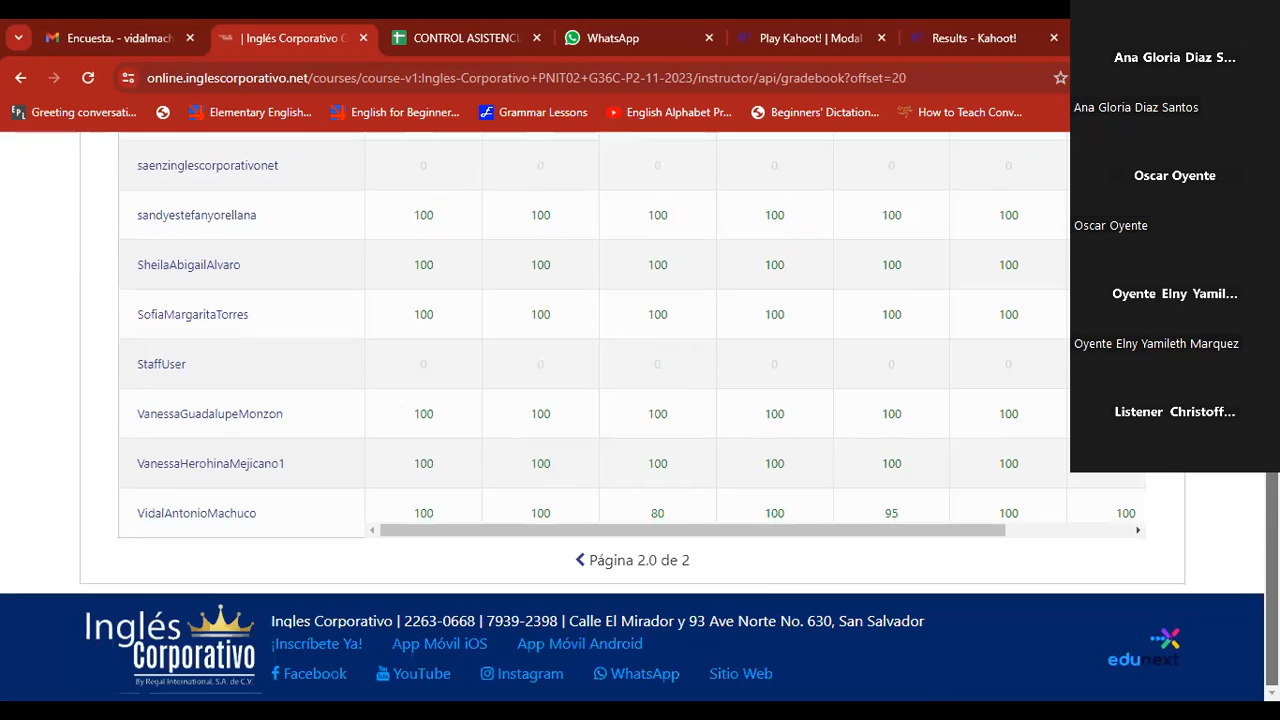 Encuesta. - vidalmach
| Inglés Corporativo C
CONTROL ASISTENCI
WhatsApp
Play Kahoot! | Modal
Results - Kahoot!
online.inglescorporativo.net/courses/course-v1:Ingles-Corporativo+PNIT02+G36C-P2-11-2023/instructor/api/gradebook?offset=20
Greeting conversati...
Elementary English...
English for Beginner...
Grammar Lessons
English Alphabet Pr...
Beginners' Dictation...
How to Teach Conv...
saenzinglescorporativonet 0 0 0 0 0 0
sandyestefanyorellana 100 100 100 100 100 100
SheilaAbigailAlvaro 100 100 100 100 100 100
SofiaMargaritaTorres 100 100 100 100 100 100
StaffUser 0 0 0 0 0 0
VanessaGuadalupeMonzon 100 100 100 100 100 100
VanessaHerohinaMejicano1 100 100 100 100 100 100
VidalAntonioMachuco 100 100 80 100 95 100 100
Página 2.0 de 2
Inglés
Corporativo
By Regal International, S.A. de C.V.
Ingles Corporativo | 2263-0668 | 7939-2398 | Calle El Mirador y 93 Ave Norte No. 630, San Salvador
¡Inscríbete Ya! App Móvil iOS App Móvil Android
Facebook YouTube Instagram WhatsApp Sitio Web
edunext
Ana Gloria Diaz S...
Ana Gloria Diaz Santos
Oscar Oyente
Oscar Oyente
Oyente Elny Yamil...
Oyente Elny Yamileth Marquez
Listener Christoff...